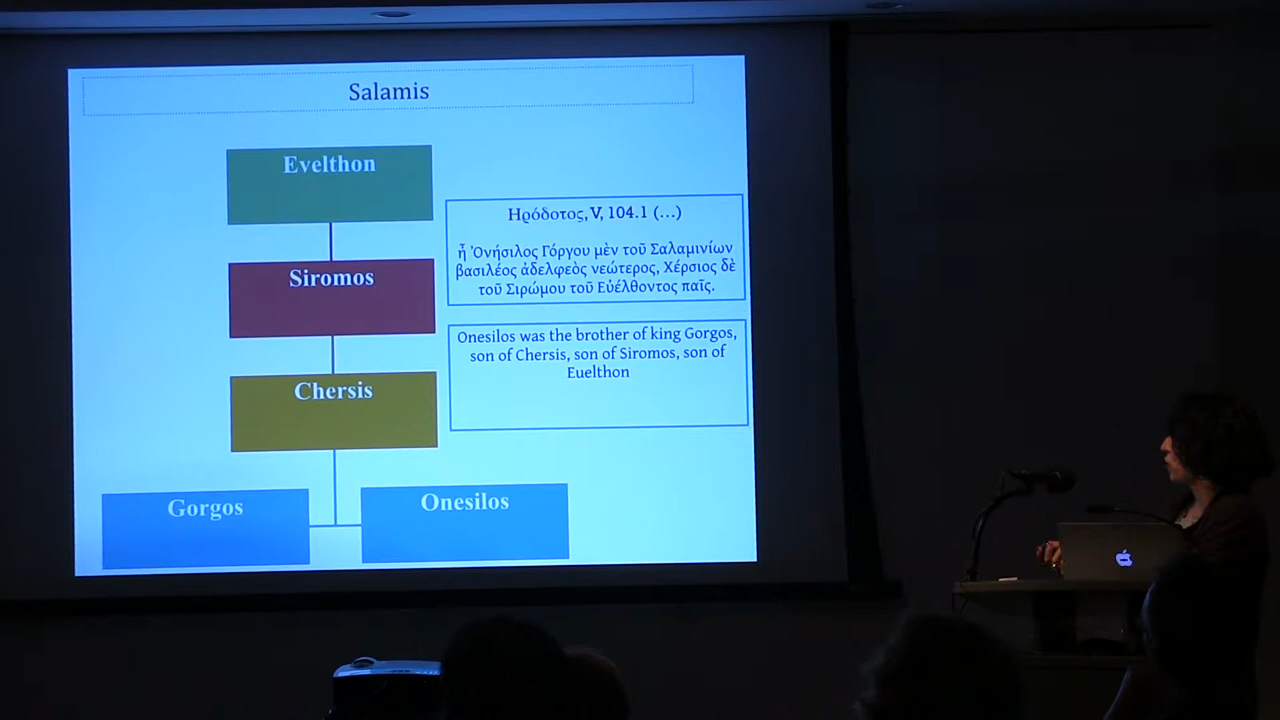 Salamis
Evelthon
Siromos
Chersis
Gorgos
Onesilos
Ηρόδοτος, V, 104.1 (...)
ἦ Ὀνήσιλος Γόργου μὲν τοῦ Σαλαμινίων
βασιλέος ἀδελφεὸς νεώτερος, Χέρσιος δὲ
τοῦ Σιρώμου τοῦ Εὐέλθοντος παῖς.
Onesilos was the brother of king Gorgos,
son of Chersis, son of Siromos, son of
Euelthon